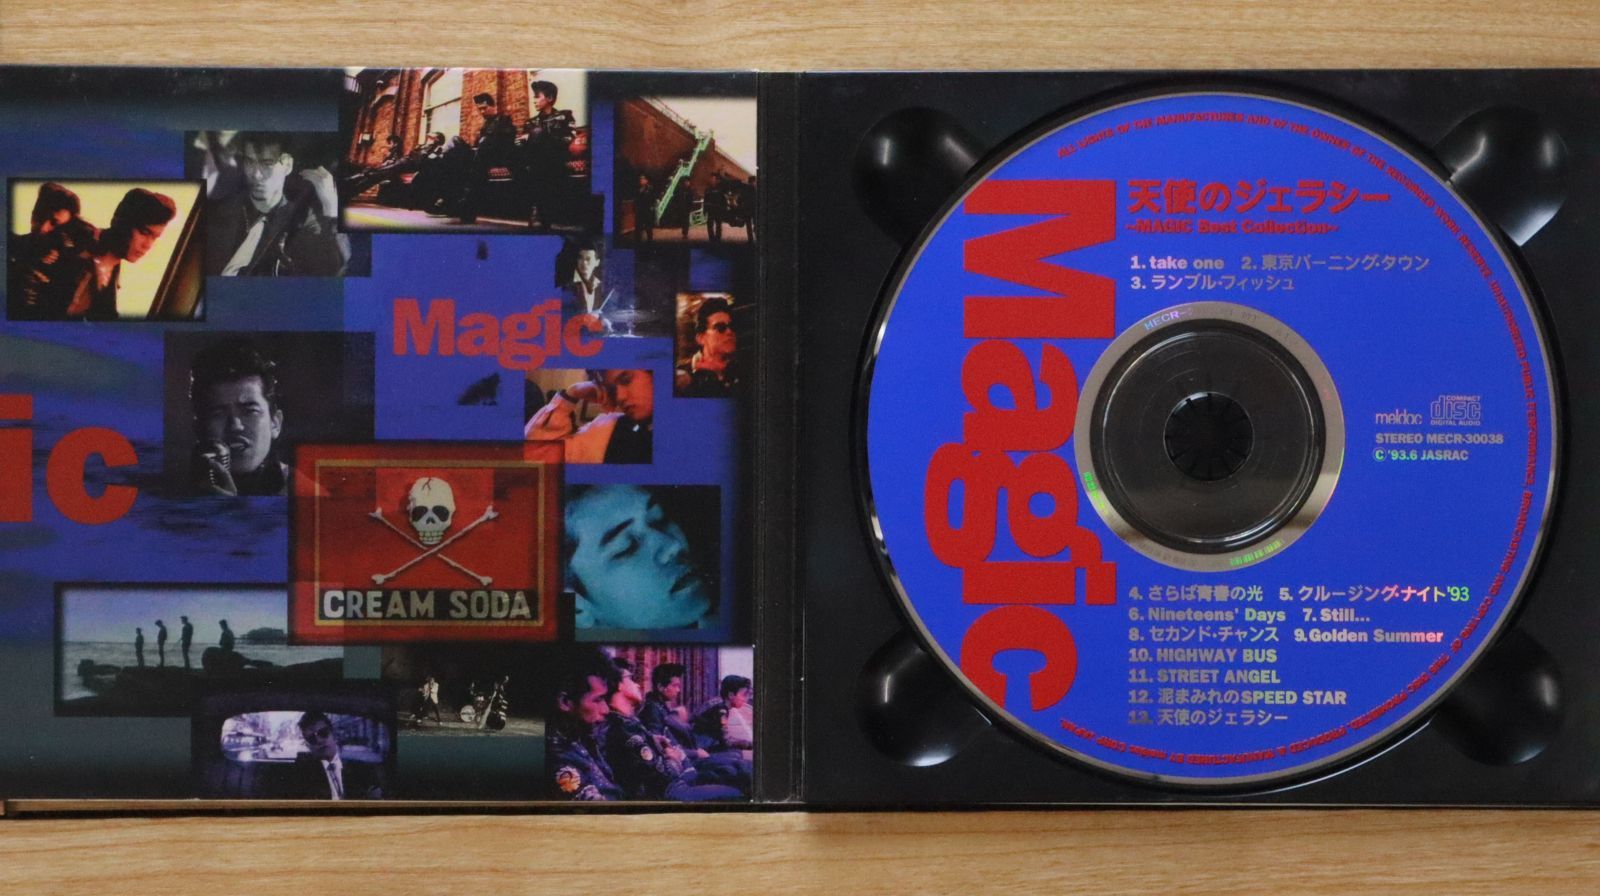 Magic
ic
CREAM SODA
Magic
天使のジェラシー
~MAGIC Best Collection~
1. take one 2. 東京バーニング·タウン
3. ランブル·フィッシュ
meldac COMPACT disc DIGITAL AUDIO
STEREO MECR-30038
Ⓒ'93.6 JASRAC
4. さらば青春の光 5. クルージング·ナイト'93
6. Nineteens' Days 7. Still...
8. セカンド·チャンス 9. Golden Summer
10. HIGHWAY BUS
11. STREET ANGEL
12. 泥まみれのSPEED STAR
13. 天使のジェラシー